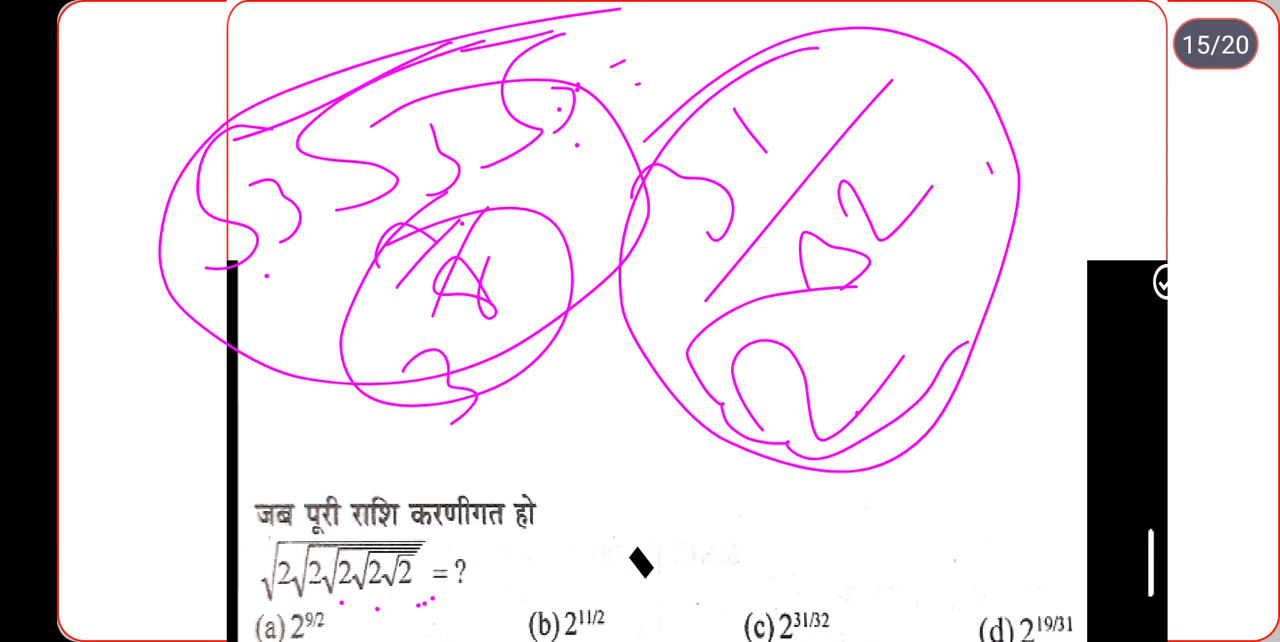 15/20
जब पूरी राशि करणीगत हो
√2√2√2√2√2 = ?
(a) 2^9/2 (b) 2^11/2 (c) 2^31/32 (d) 2^19/31